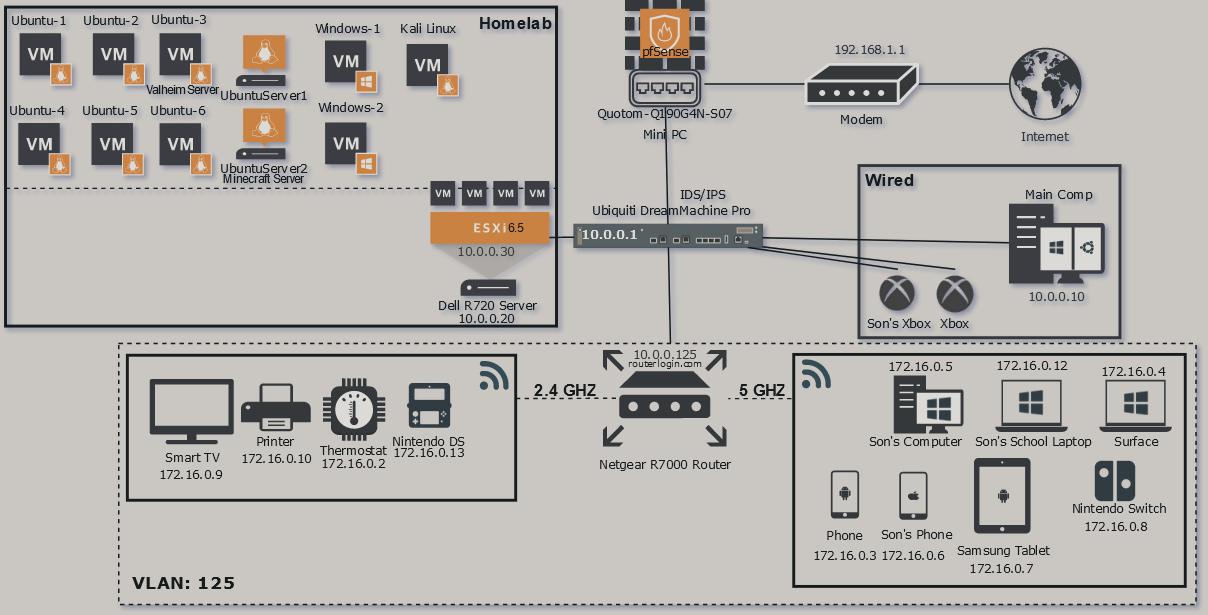 Homelab
Ubuntu-1
Ubuntu-2
Ubuntu-3
Windows-1
Kali Linux
VM
VM
VM
VM
VM
Valheim Server
UbuntuServer1
Ubuntu-4
Ubuntu-5
Ubuntu-6
Windows-2
VM
VM
VM
VM
UbuntuServer2
Minecraft Server
VM
VM
VM
VM
ESXi 6.5
10.0.0.30
Dell R720 Server
10.0.0.20
pfSense
Quotom-Q190G4N-S07
Mini PC
192.168.1.1
Modem
Internet
IDS/IPS
Ubiquiti DreamMachine Pro
10.0.0.1
Wired
Main Comp
10.0.0.10
Son's Xbox
Xbox
10.0.0.125
routerlogin.com
Netgear R7000 Router
2.4 GHZ
5 GHZ
Smart TV
172.16.0.9
Printer
172.16.0.10
Thermostat
172.16.0.2
Nintendo DS
172.16.0.13
172.16.0.5
Son's Computer
172.16.0.12
Son's School Laptop
172.16.0.4
Surface
Phone
172.16.0.3
Son's Phone
172.16.0.6
Samsung Tablet
172.16.0.7
Nintendo Switch
172.16.0.8
VLAN: 125